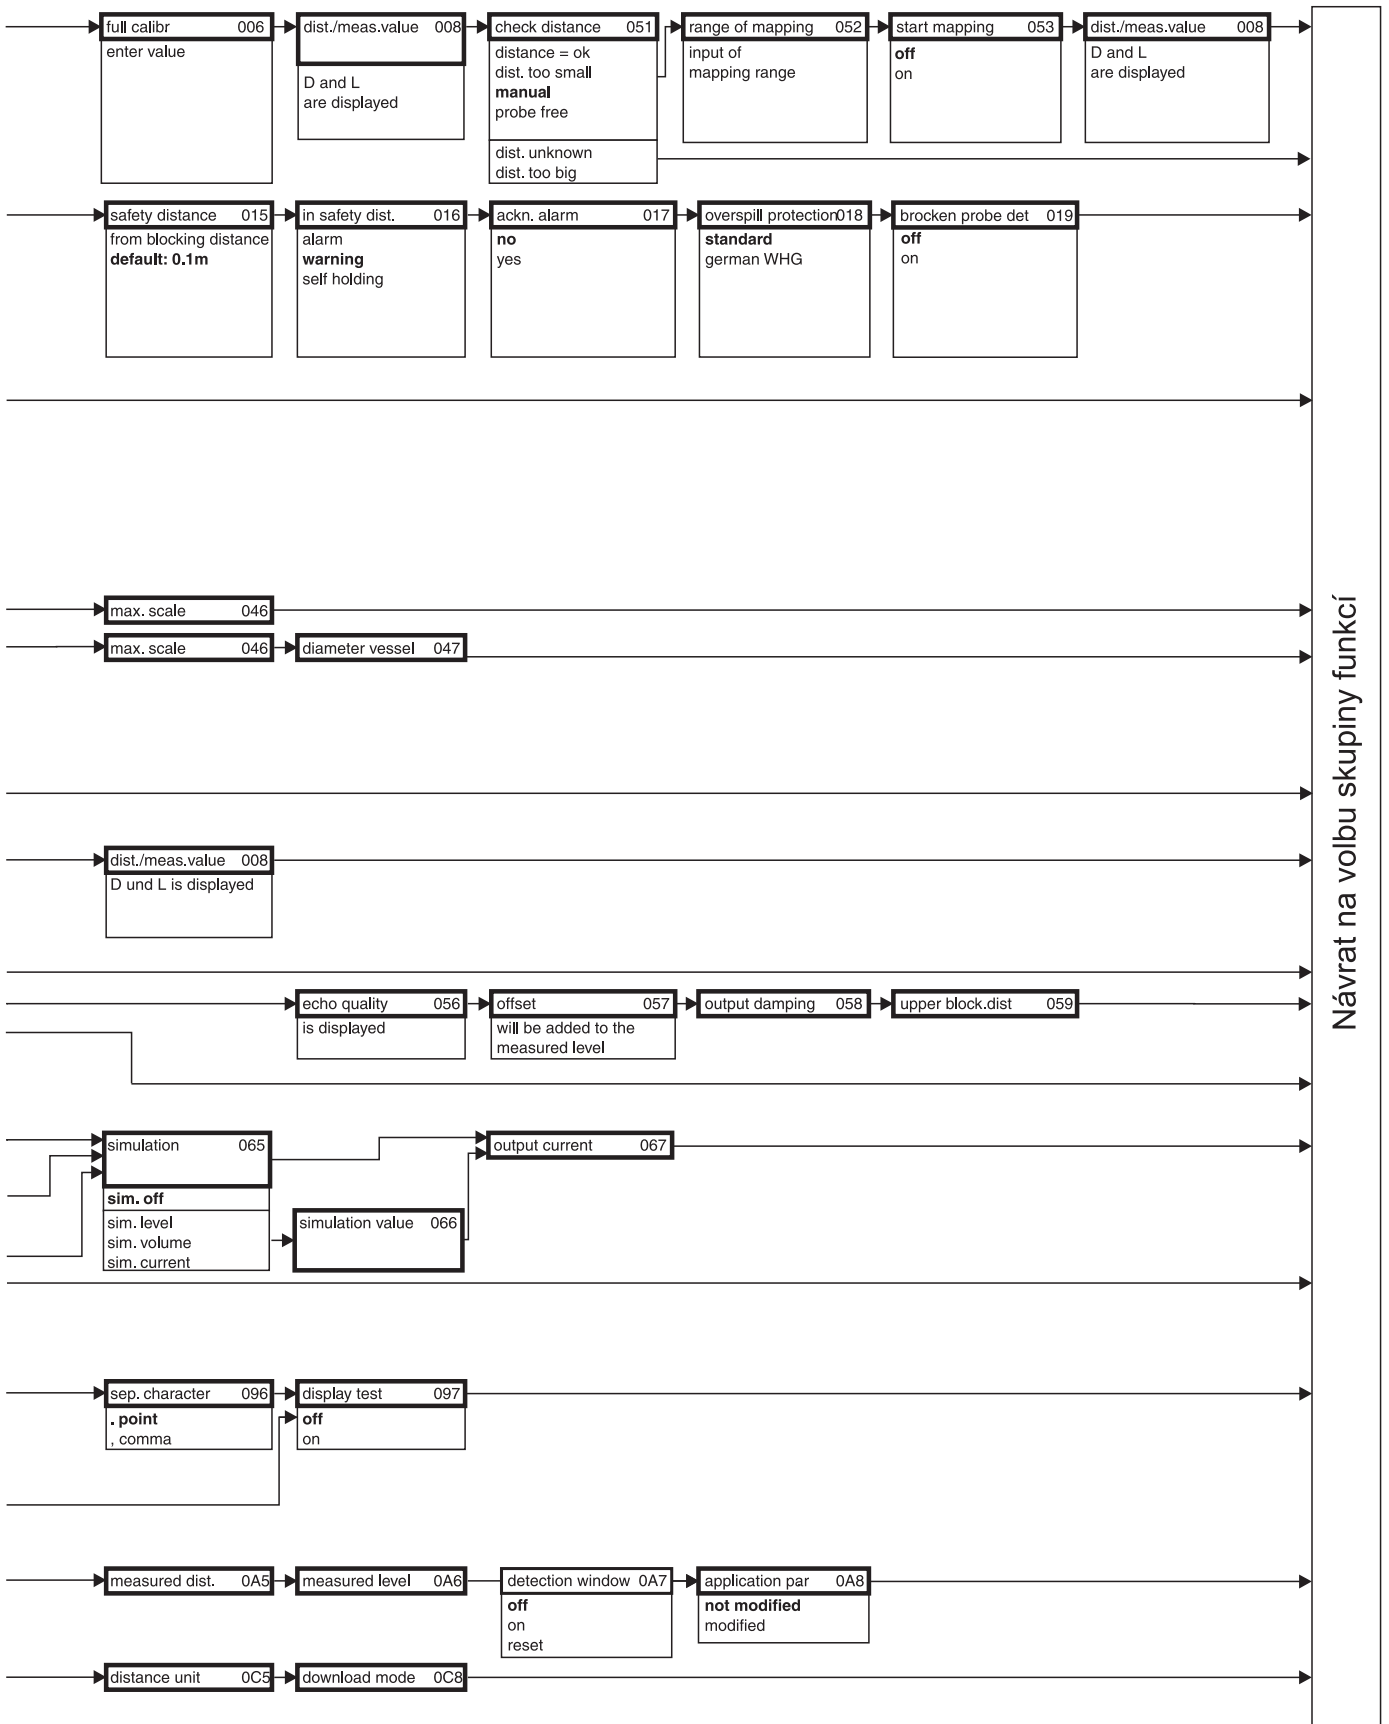 full calibr 006
enter value
dist./meas.value 008
D and L
are displayed
check distance 051
distance = ok
dist. too small
manual
probe free
dist. unknown
dist. too big
range of mapping 052
input of
mapping range
start mapping 053
off
on
dist./meas.value 008
D and L
are displayed
safety distance 015
from blocking distance
default: 0.1m
in safety dist. 016
alarm
warning
self holding
ackn. alarm 017
no
yes
overspill protection018
standard
german WHG
brocken probe det 019
off
on
max. scale 046
max. scale 046
diameter vessel 047
dist./meas.value 008
D und L is displayed
echo quality 056
is displayed
offset 057
will be added to the
measured level
output damping 058
upper block.dist 059
simulation 065
sim. off
sim. level
sim. volume
sim. current
simulation value 066
output current 067
sep. character 096
. point
, comma
display test 097
off
on
measured dist. 0A5
measured level 0A6
detection window 0A7
off
on
reset
application par 0A8
not modified
modified
distance unit 0C5
download mode 0C8
Návrat na volbu skupiny funkcí